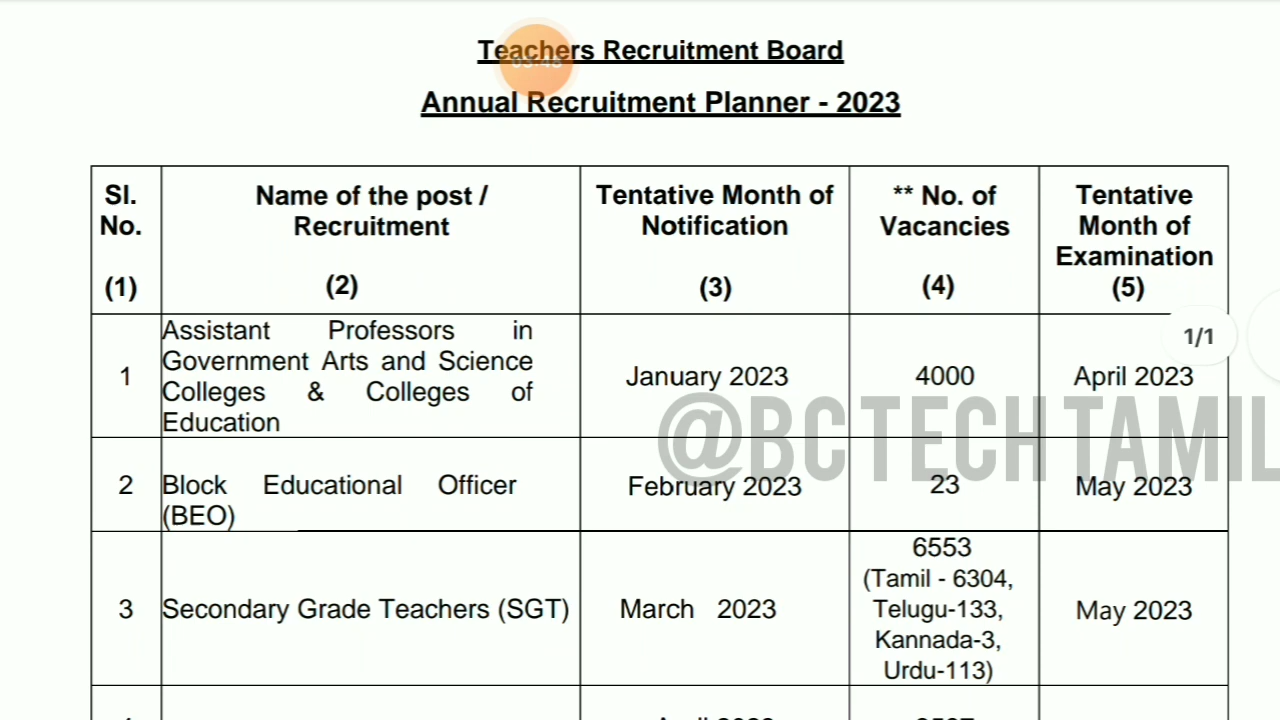 Teachers Recruitment Board
03:48
Annual Recruitment Planner - 2023
Sl. No. (1)
Name of the post / Recruitment (2)
Tentative Month of Notification (3)
** No. of Vacancies (4)
Tentative Month of Examination (5)
1/1
1
Assistant Professors in
Government Arts and Science
Colleges & Colleges of
Education
January 2023
4000
April 2023
@BC TECH TAMIL
2
Block Educational Officer
(BEO)
February 2023
23
May 2023
3
Secondary Grade Teachers (SGT)
March 2023
6553
(Tamil - 6304,
Telugu-133,
Kannada-3,
Urdu-113)
May 2023